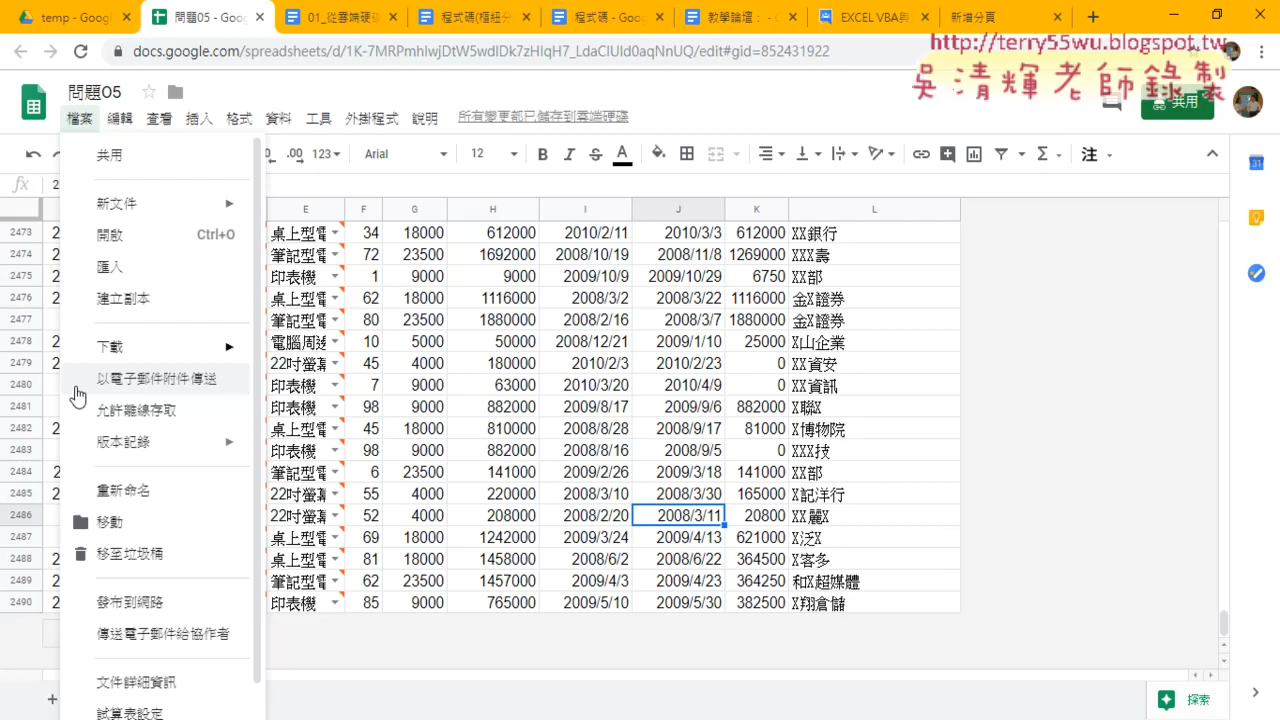 temp - Google
問題05 - Goog
01_從雲端硬碟
程式碼(樞紐分
程式碼 - Goog
教學論壇: - G
EXCEL VBA與
新增分頁
docs.google.com/spreadsheets/d/1K-7MRPmhlwjDtW5wdIDk7zHIqH7_LdaCIUId0aqNnUQ/edit#gid=852431922
http://terry55wu.blogspot.tw
吳清輝老師錄製
問題05
共用
檔案 編輯 查看 插入 格式 資料 工具 外掛程式 說明 所有變更都已儲存到雲端硬碟
.00 123 Arial 12 B I S A Σ 注
fx 2
E F G H I J K L
2473 2 桌上型電 34 18000 612000 2010/2/11 2010/3/3 612000 XX銀行
2474 2 筆記型電 72 23500 1692000 2008/10/19 2008/11/8 1269000 XXX壽
2475 2 印表機 1 9000 9000 2009/10/9 2009/10/29 6750 XX部
2476 2 桌上型電 62 18000 1116000 2008/3/2 2008/3/22 1116000 金X證券
2477 筆記型電 80 23500 1880000 2008/2/16 2008/3/7 1880000 金X證券
2478 2 電腦周邊 10 5000 50000 2008/12/21 2009/1/10 25000 X山企業
2479 2 22吋螢幕 45 4000 180000 2010/2/3 2010/2/23 0 XX資安
2480 印表機 7 9000 63000 2010/3/20 2010/4/9 0 XX資訊
2481 印表機 98 9000 882000 2009/8/17 2009/9/6 882000 X聯X
2482 2 桌上型電 45 18000 810000 2008/8/28 2008/9/17 81000 X博物院
2483 印表機 98 9000 882000 2008/8/16 2008/9/5 0 XXX技
2484 2 筆記型電 6 23500 141000 2009/2/26 2009/3/18 141000 XX部
2485 2 22吋螢幕 55 4000 220000 2008/3/10 2008/3/30 165000 X記洋行
2486 22吋螢幕 52 4000 208000 2008/2/20 2008/3/11 20800 XX麗X
2487 桌上型電 69 18000 1242000 2009/3/24 2009/4/13 621000 X泛X
2488 2 桌上型電 81 18000 1458000 2008/6/2 2008/6/22 364500 X客多
2489 2 筆記型電 62 23500 1457000 2009/4/3 2009/4/23 364250 和X超媒體
2490 2 印表機 85 9000 765000 2009/5/10 2009/5/30 382500 X翔倉儲
共用
新文件
開啟 Ctrl+O
匯入
建立副本
下載
以電子郵件附件傳送
允許離線存取
版本記錄
重新命名
移動
移至垃圾桶
發布到網路
傳送電子郵件給協作者
文件詳細資訊
試算表設定
探索